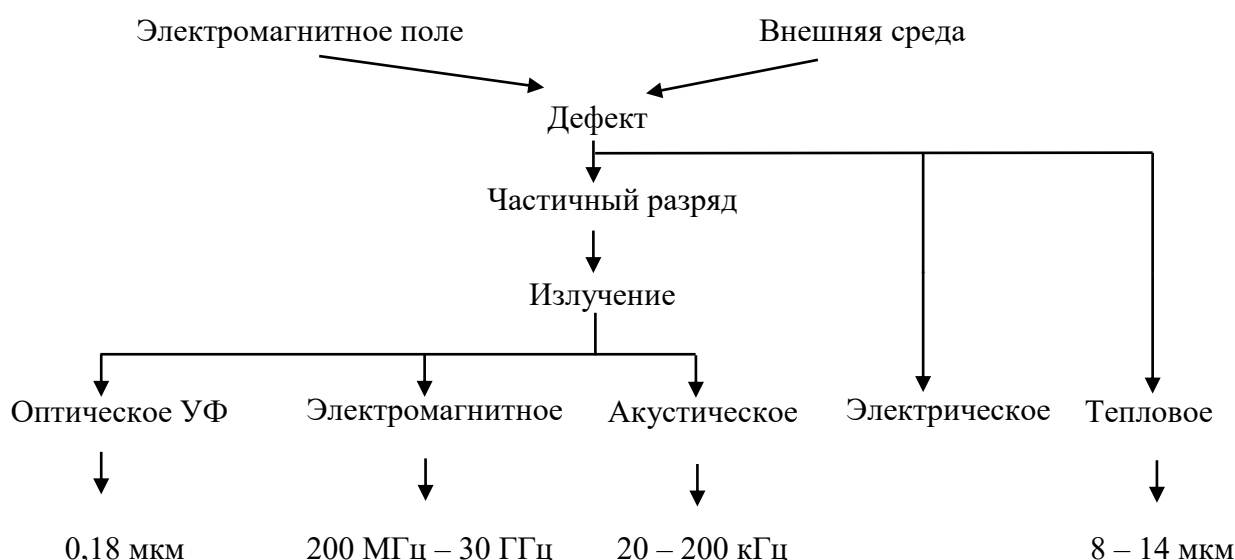 Электромагнитное поле Внешняя среда
Дефект
Частичный разряд
Излучение
Оптическое УФ Электромагнитное Акустическое Электрическое Тепловое
0,18 мкм 200 МГц – 30 ГГц 20 – 200 кГц 8 – 14 мкм